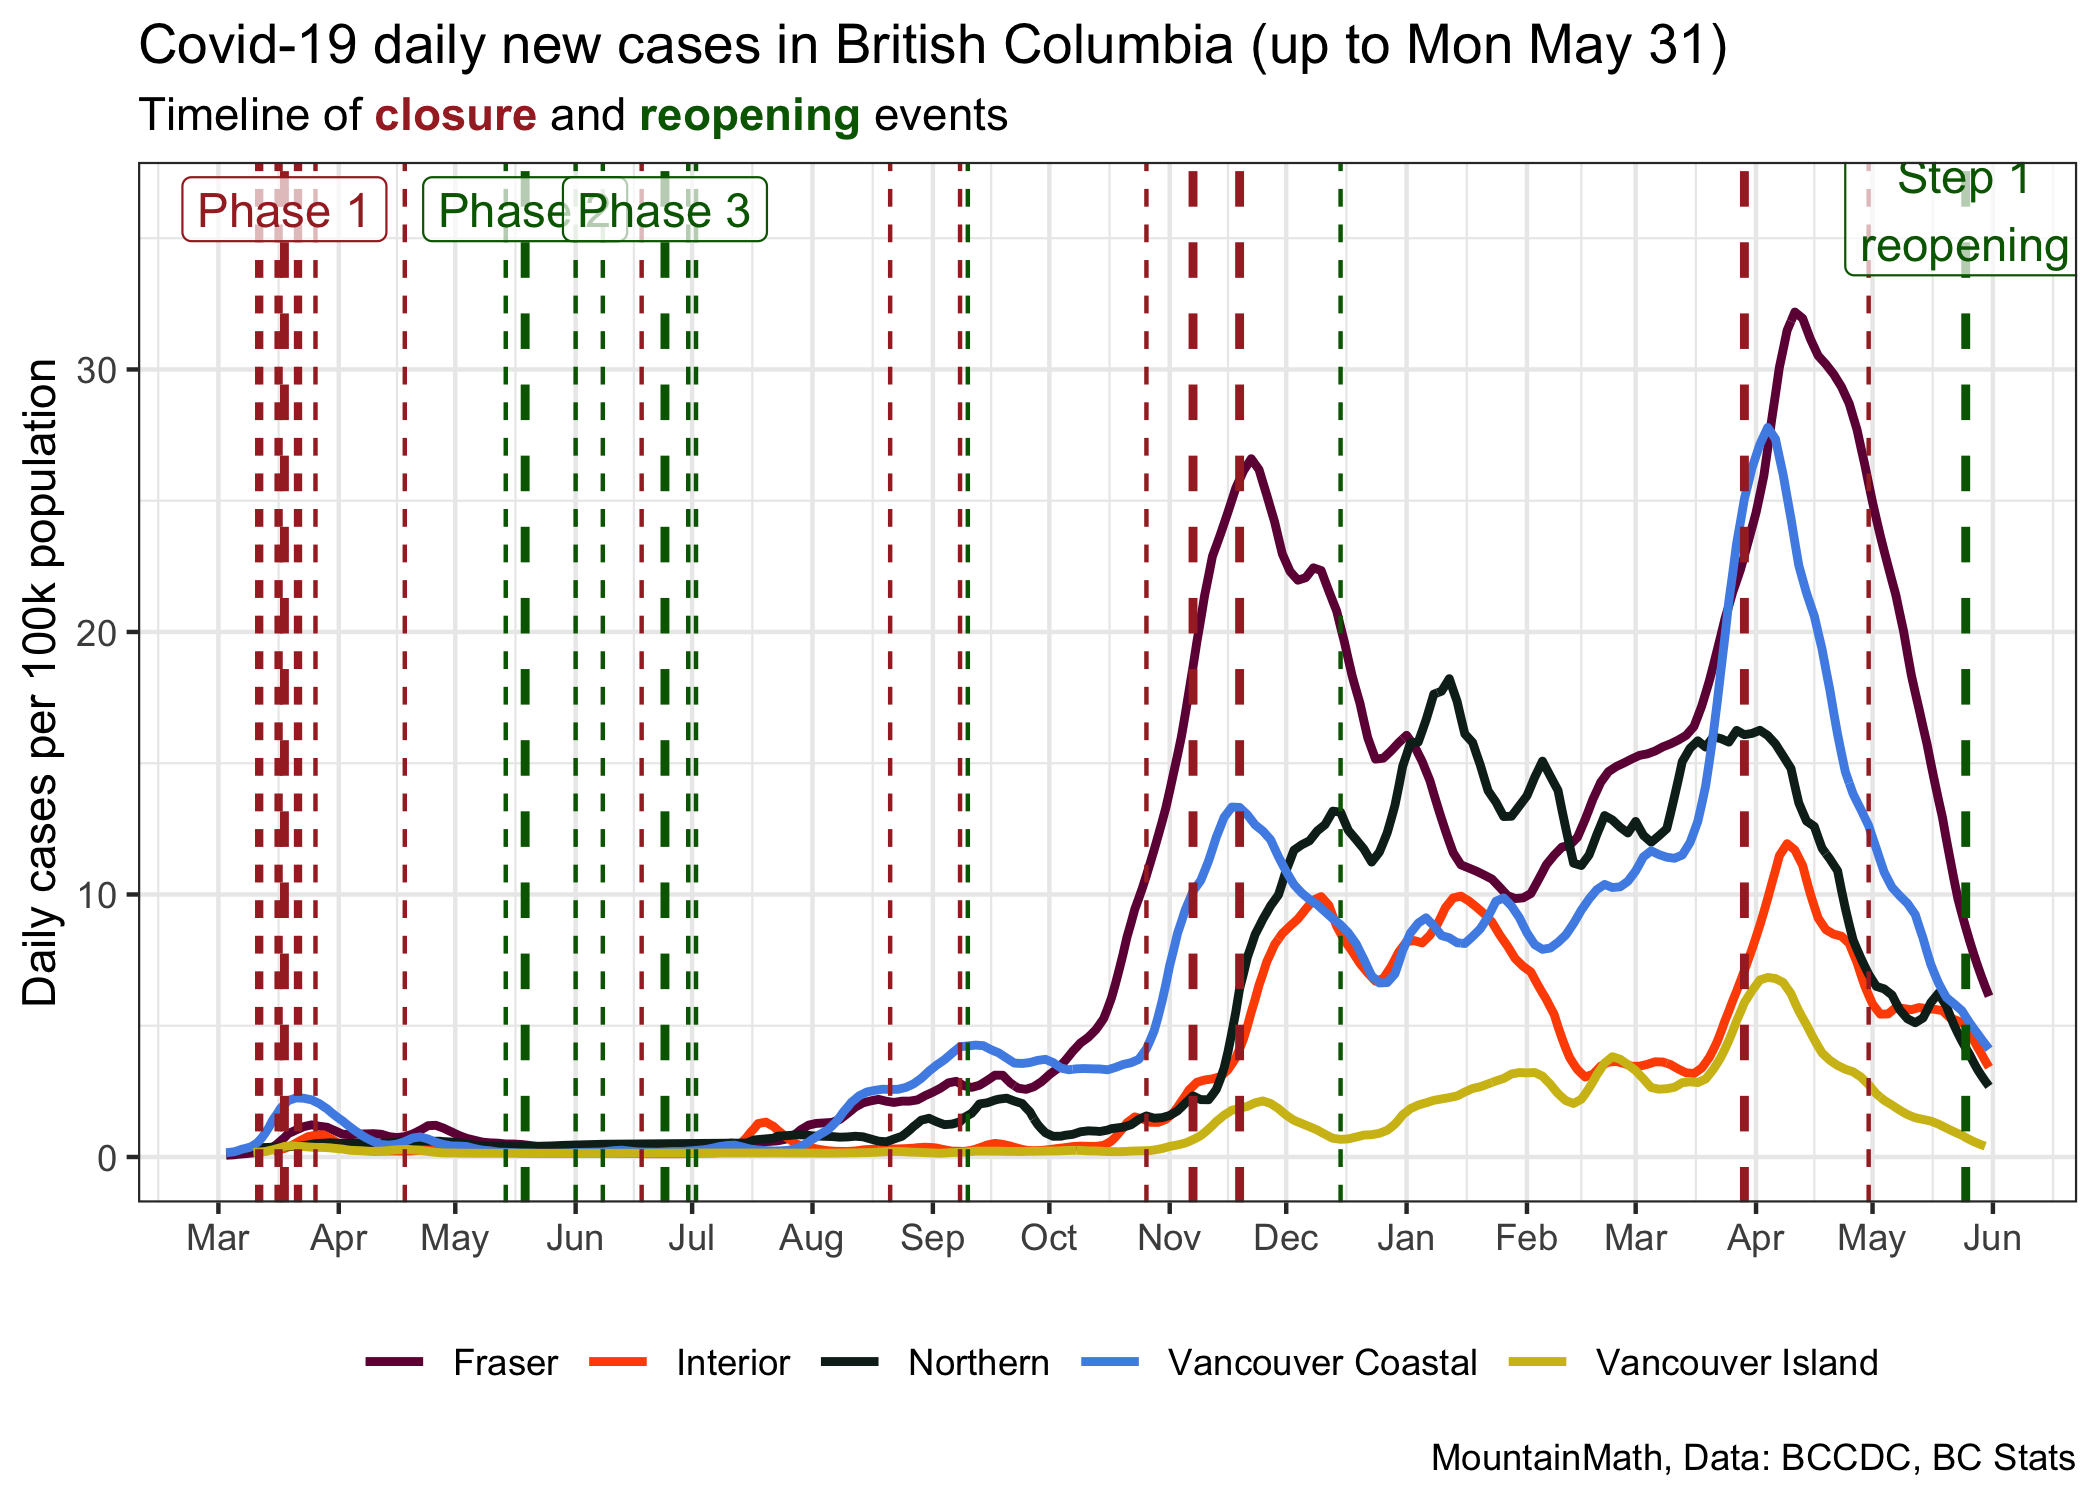 Covid-19 daily new cases in British Columbia (up to Mon May 31)
Timeline of closure and reopening events
Phase 1
Phase 2
Phase 3
Step 1
reopening
Daily cases per 100k population
30
20
10
0
Mar Apr May Jun Jul Aug Sep Oct Nov Dec Jan Feb Mar Apr May Jun
Fraser Interior Northern Vancouver Coastal Vancouver Island
MountainMath, Data: BCCDC, BC Stats